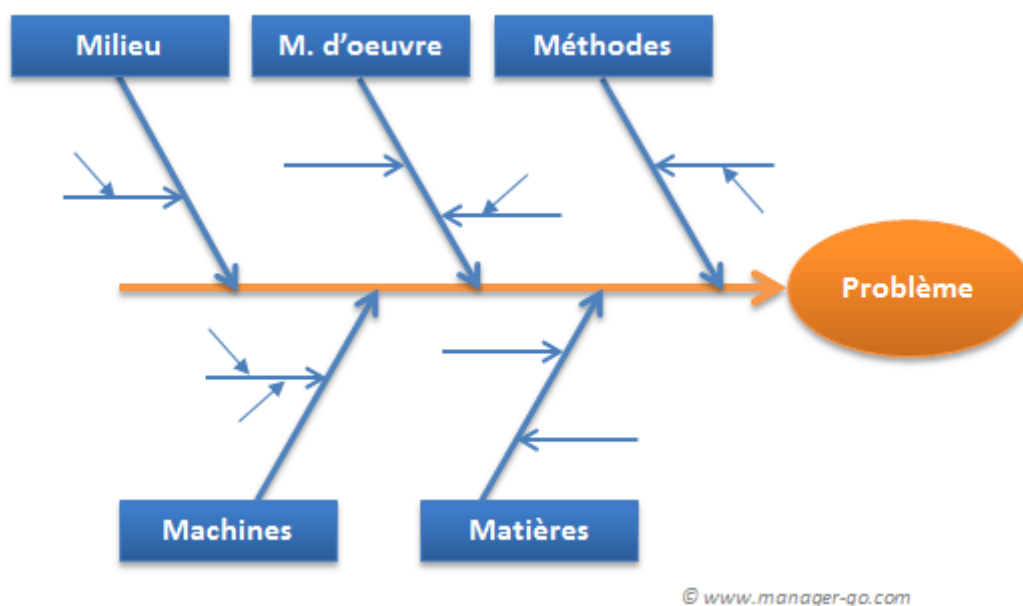 Milieu
M. d'oeuvre
Méthodes
Problème
Machines
Matières
© www.manager-go.com